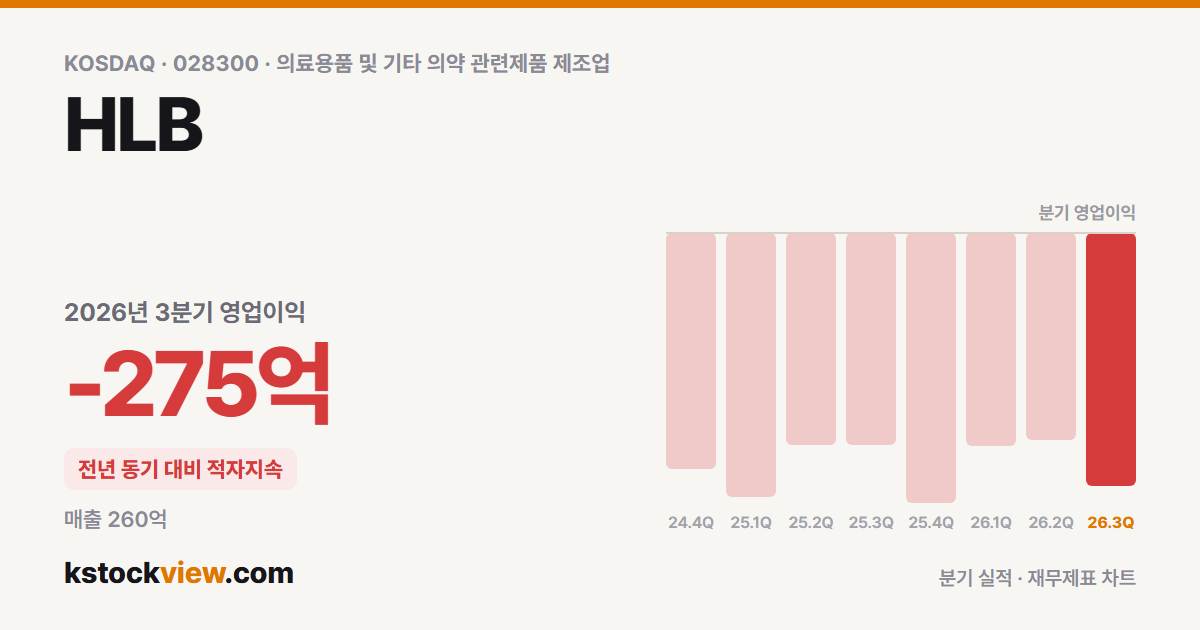 KOSDAQ · 028300 · 의료용품 및 기타 의약 관련제품 제조업
HLB
분기 영업이익
2026년 3분기 영업이익
-275억
전년 동기 대비 적자지속
매출 260억
24.4Q 25.1Q 25.2Q 25.3Q 25.4Q 26.1Q 26.2Q 26.3Q
kstockview.com
분기 실적 · 재무제표 차트